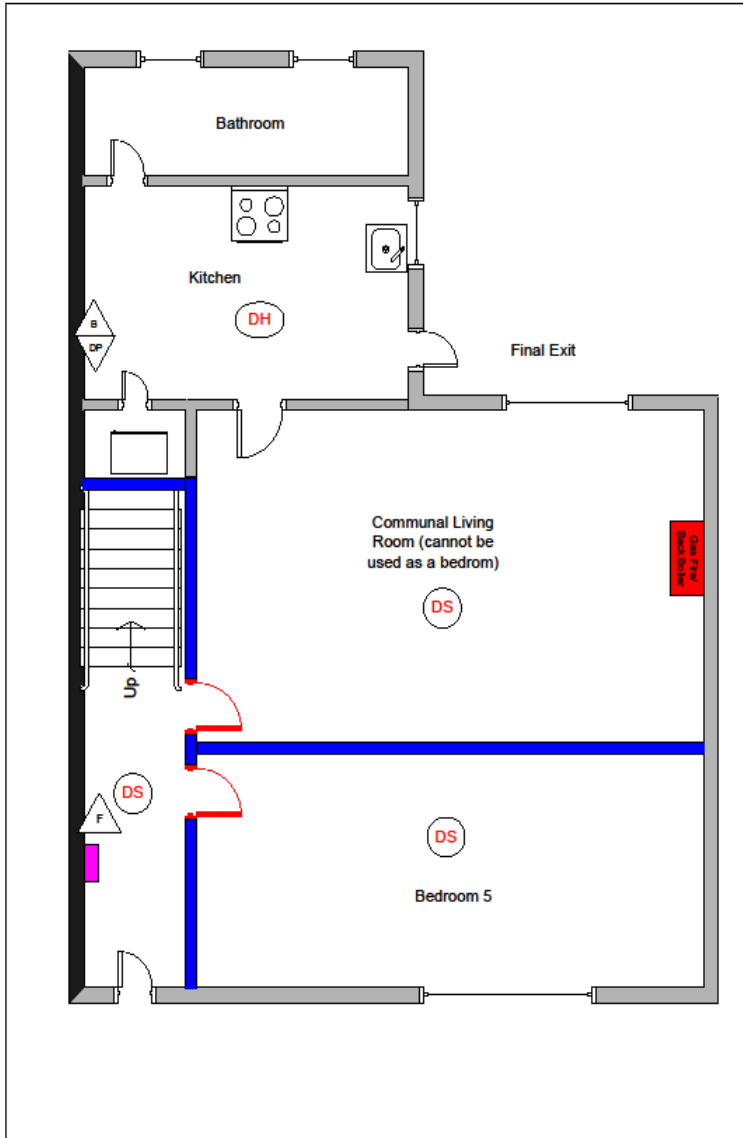 Bathroom
Kitchen
DH
B
DP
Final Exit
Communal Living
Room (cannot be
used as a bedrom)
Gas Fire/
Back Boiler
DS
Up
DS
F
DS
Bedroom 5